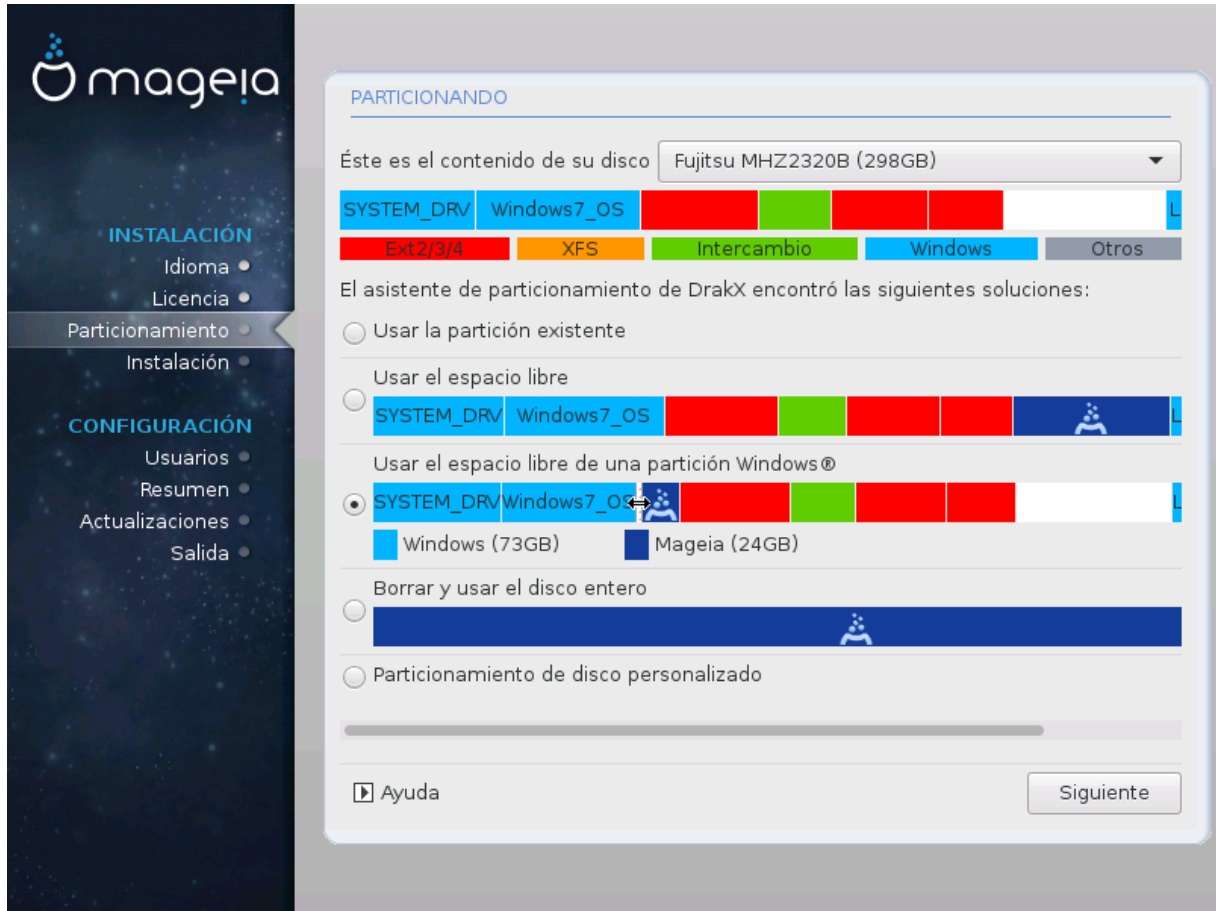 mageia
INSTALACIÓN
Idioma
Licencia
Particionamiento
Instalación
CONFIGURACIÓN
Usuarios
Resumen
Actualizaciones
Salida
PARTICIONANDO
Éste es el contenido de su disco Fujitsu MHZ2320B (298GB)
SYSTEM_DRV Windows7_OS L
Ext2/3/4 XFS Intercambio Windows Otros
El asistente de particionamiento de DrakX encontró las siguientes soluciones:
Usar la partición existente
Usar el espacio libre
SYSTEM_DRV Windows7_OS L
Usar el espacio libre de una partición Windows®
SYSTEM_DRV Windows7_OS L
Windows (73GB) Mageia (24GB)
Borrar y usar el disco entero
Particionamiento de disco personalizado
Ayuda Siguiente